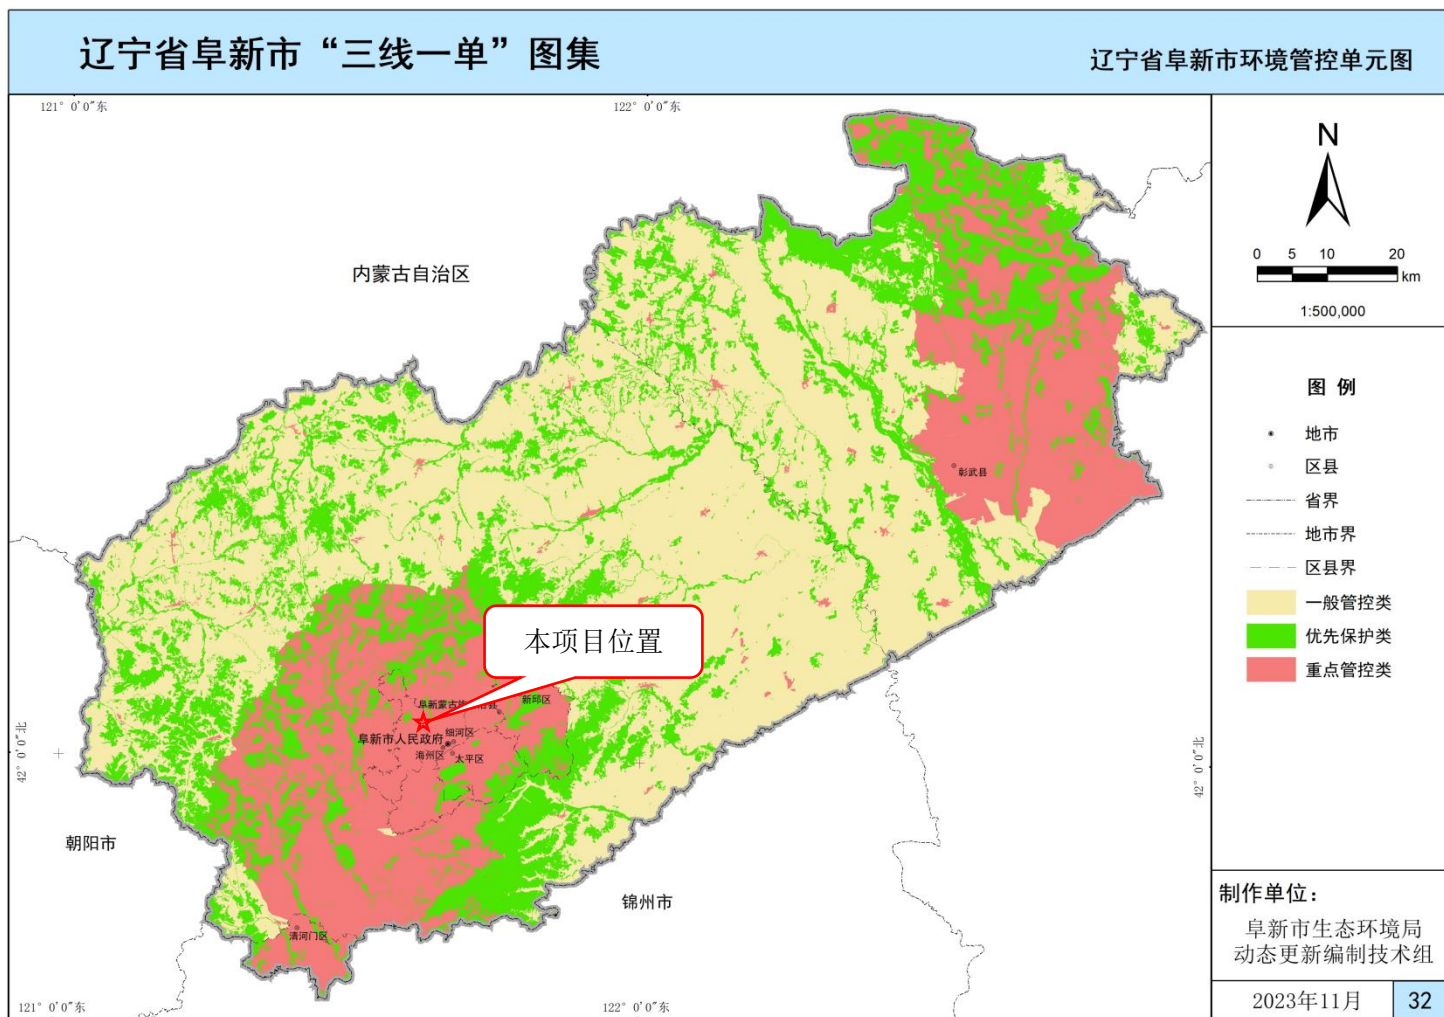 辽宁省阜新市“三线一单”图集
辽宁省阜新市环境管控单元图
121° 0'0"东
122° 0'0"东
N
0 5 10 20
km
1:500,000
内蒙古自治区
图 例
地市
区县
省界
地市界
区县界
一般管控类
优先保护类
重点管控类
彰武县
本项目位置
新邱区
阜新蒙古族自治县
细河区
阜新市人民政府
海州区
太平区
42° 0'0"北
42° 0'0"北
朝阳市
锦州市
清河门区
制作单位：
阜新市生态环境局
动态更新编制技术组
2023年11月
32
121° 0'0"东
122° 0'0"东